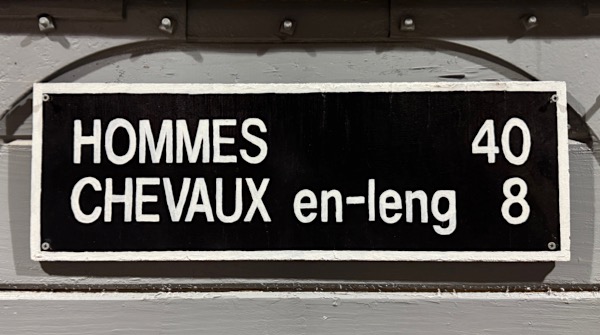 HOMMES 40
CHEVAUX en-leng 8